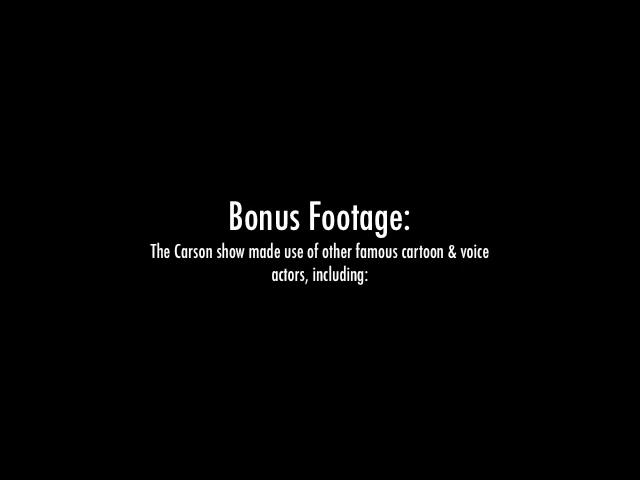 Bonus Footage:
The Carson show made use of other famous cartoon & voice
actors, including: